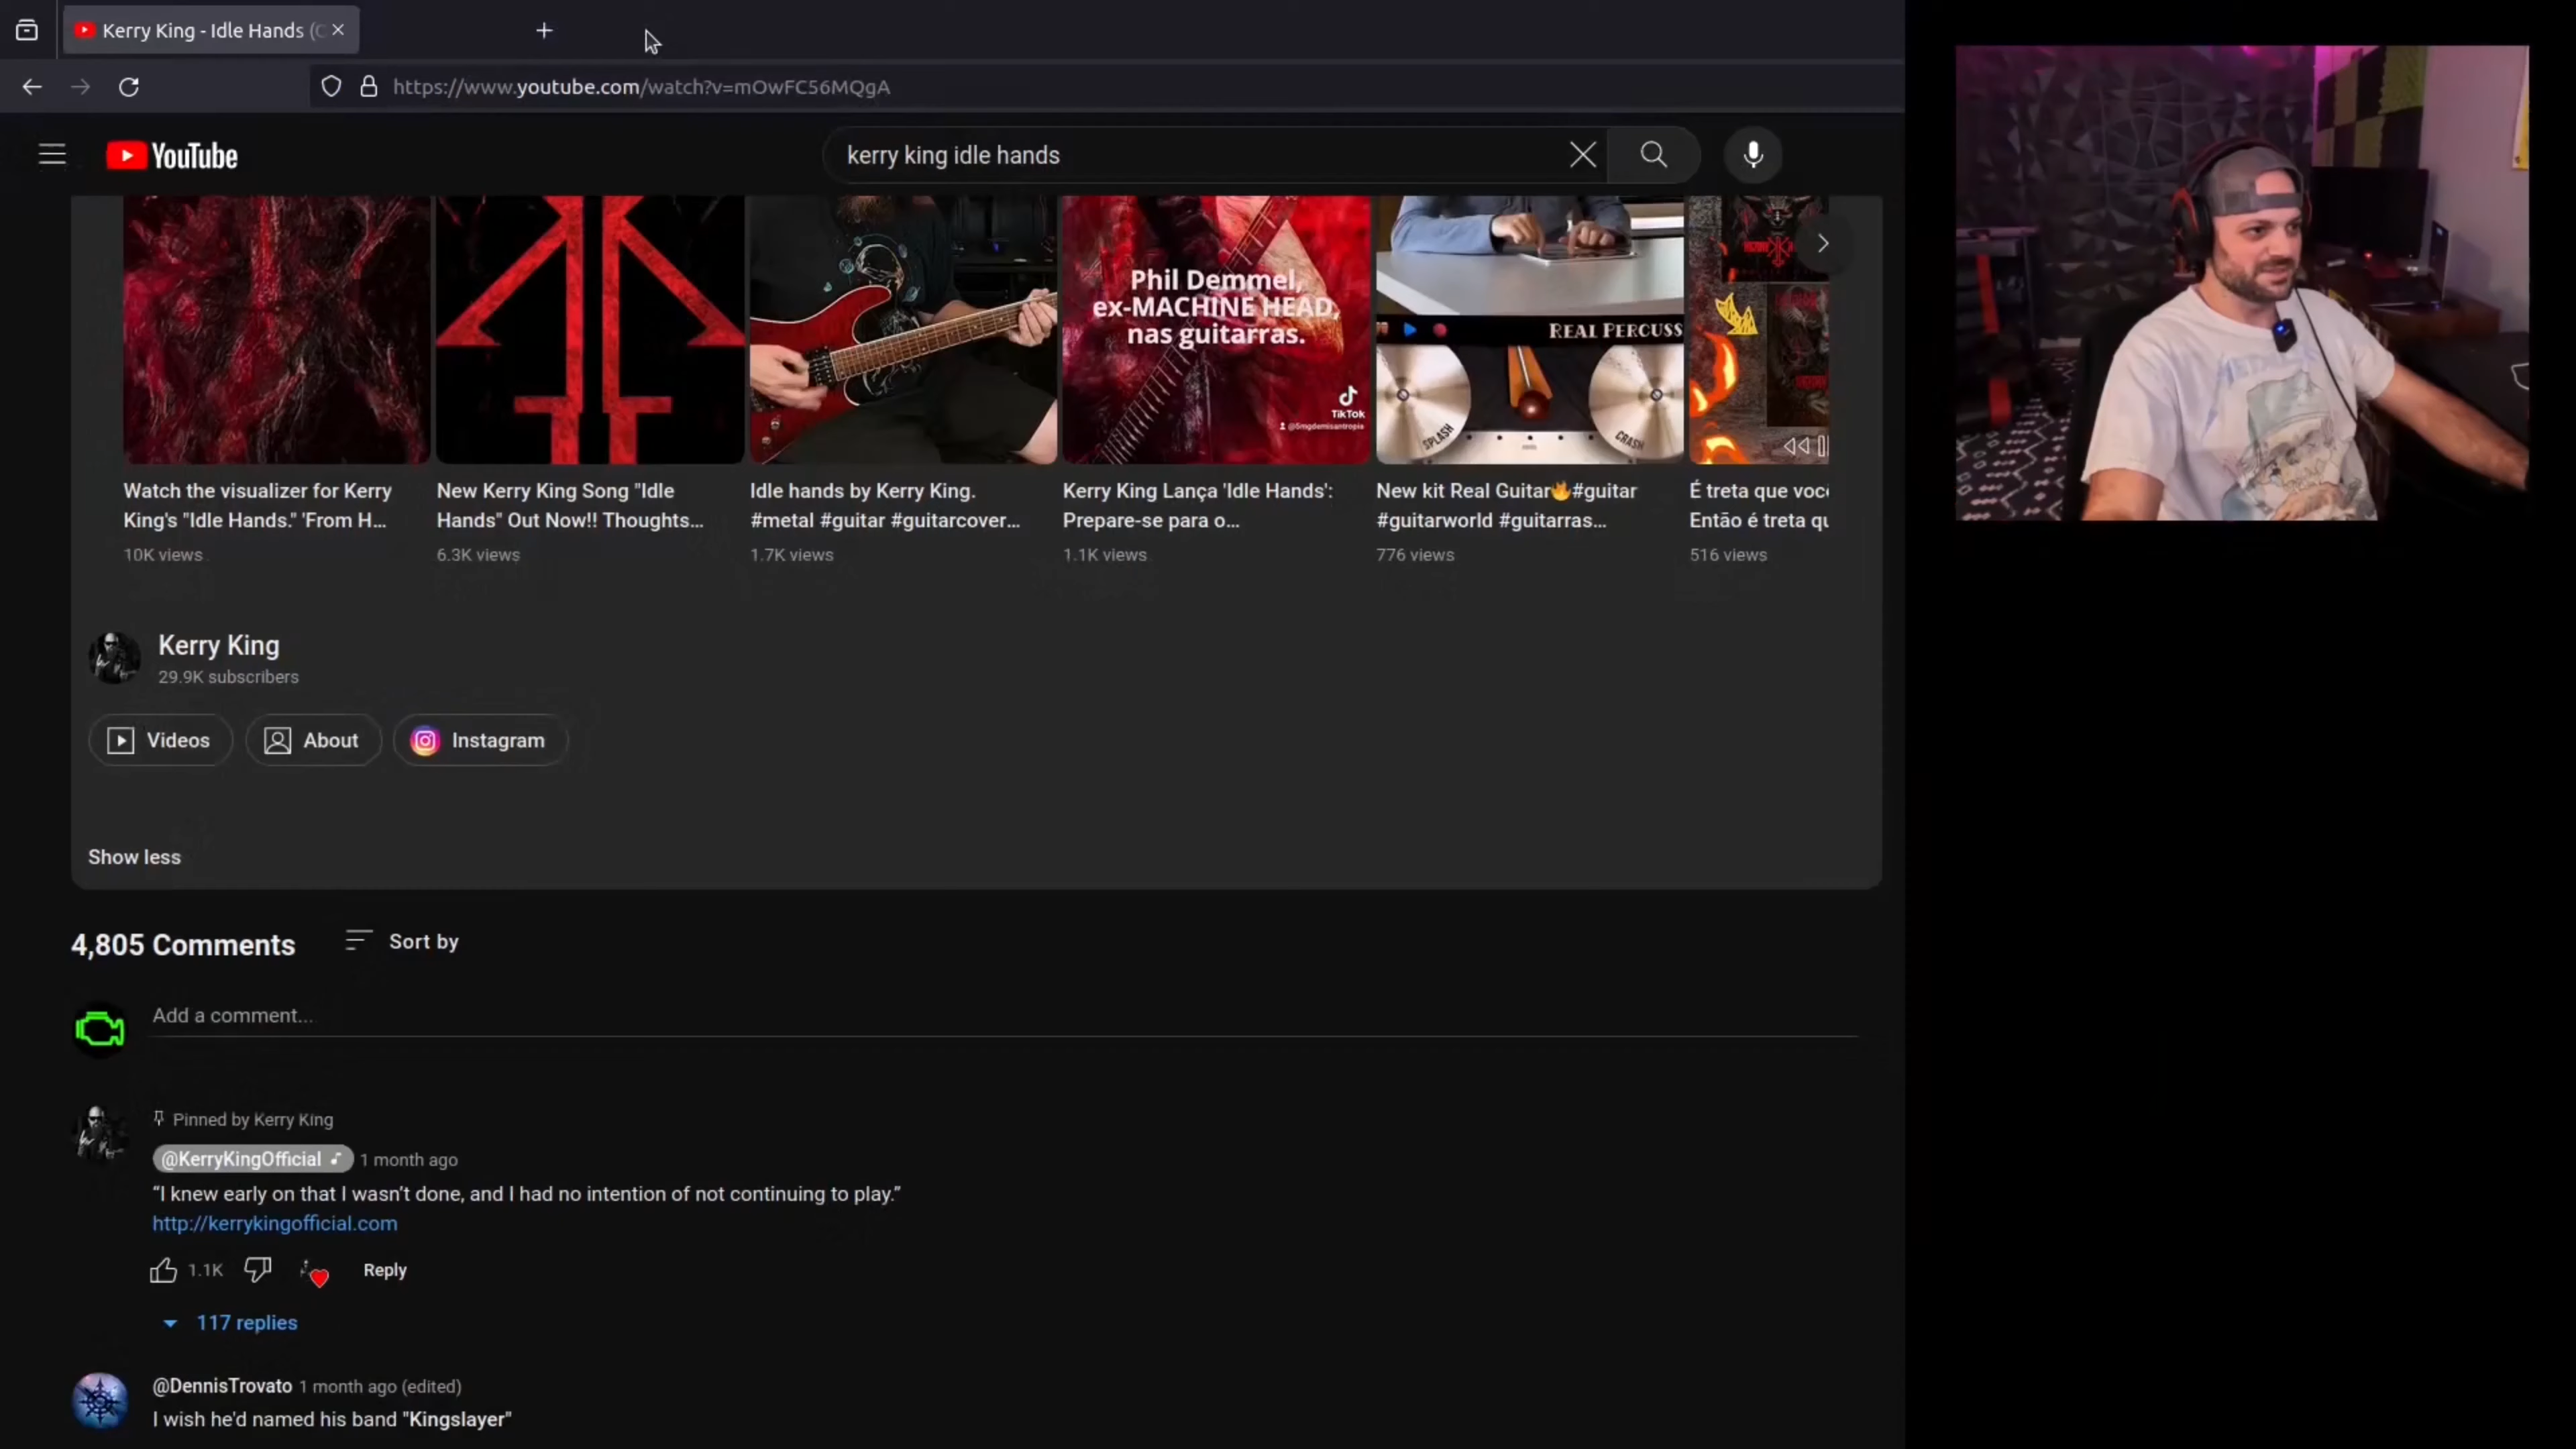 Kerry King - Idle Hands (
https://www.youtube.com/watch?v=mOwFC56MQgA
YouTube
kerry king idle hands
Phil Demmel,
ex-MACHINE HEAD,
nas guitarras.
TikTok
@5mgdemisantropia
REAL PERCUSS
SPLASH
CRASH
Watch the visualizer for Kerry
King's "Idle Hands." 'From H...
10K views
New Kerry King Song "Idle
Hands" Out Now!! Thoughts...
6.3K views
Idle hands by Kerry King.
#metal #guitar #guitarcover...
1.7K views
Kerry King Lança 'Idle Hands':
Prepare-se para o...
1.1K views
New kit Real Guitar🔥#guitar
#guitarworld #guitarras...
776 views
É treta que você
Então é treta qu
516 views
Kerry King
29.9K subscribers
Videos
About
Instagram
Show less
4,805 Comments
Sort by
Add a comment...
Pinned by Kerry King
@KerryKingOfficial 1 month ago
“I knew early on that I wasn’t done, and I had no intention of not continuing to play.”
http://kerrykingofficial.com
1.1K
Reply
117 replies
@DennisTrovato 1 month ago (edited)
I wish he'd named his band "Kingslayer"